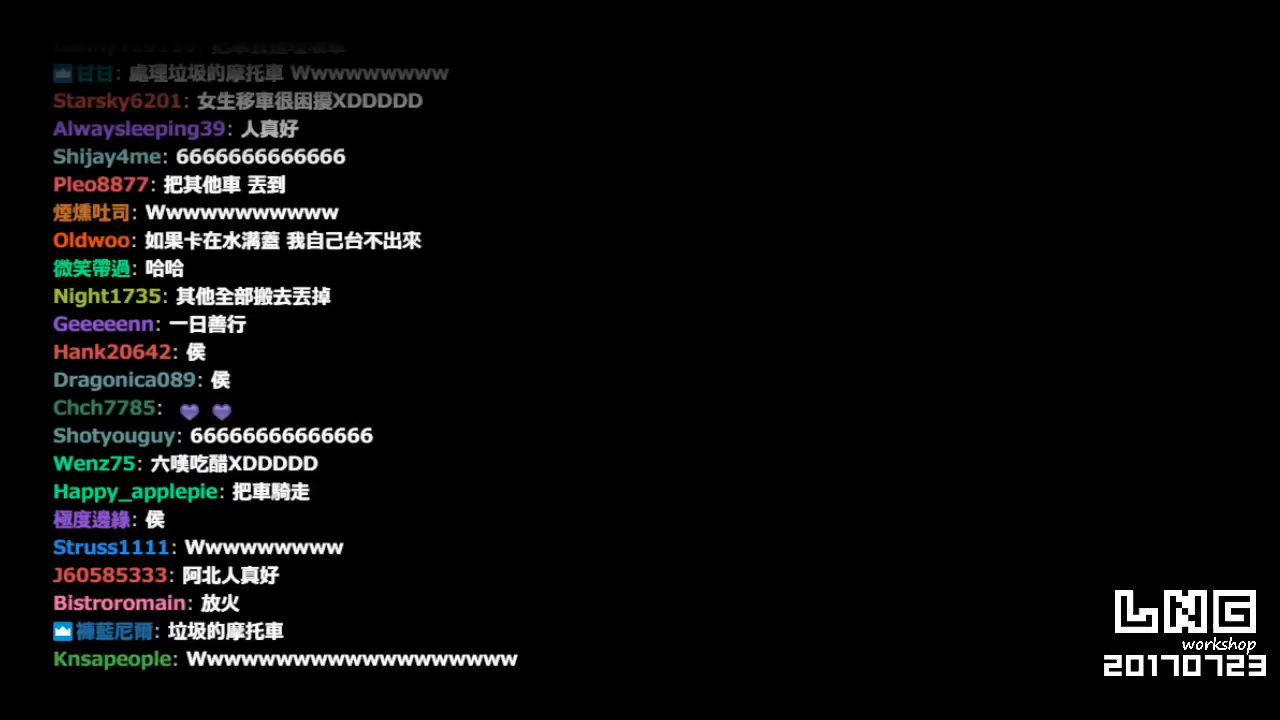 甘甘: 處理垃圾的摩托車 Wwwwwwwwww
Starsky6201: 女生移車很困擾XDDDDD
Alwaysleeping39: 人真好
Shijay4me: 6666666666666
Pleo8877: 把其他車 丟到
煙燻吐司: Wwwwwwwwwww
Oldwoo: 如果卡在水溝蓋 我自己台不出來
微笑帶過: 哈哈
Night1735: 其他全部搬去丟掉
Geeeeenn: 一日善行
Hank20642: 侯
Dragonica089: 侯
Chch7785:
Shotyouguy: 66666666666666
Wenz75: 六嘆吃醋XDDDDD
Happy_applepie: 把車騎走
極度邊緣: 侯
Struss1111: Wwwwwwwww
J60585333: 阿北人真好
Bistroromain: 放火
褲藍尼爾: 垃圾的摩托車
Knsapeople: Wwwwwwwwwwwwwwwwwww
LNG
workshop
20170723